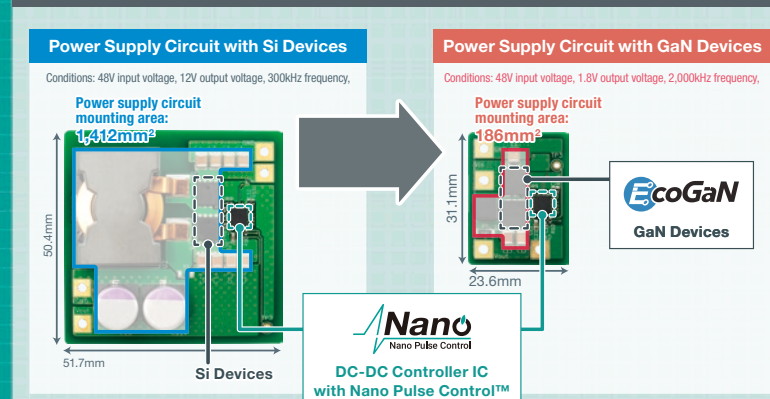 Power Supply Circuit with Si Devices
Conditions: 48V input voltage, 12V output voltage, 300kHz frequency,
Power supply circuit
mounting area:
1,412mm²
50.4mm
51.7mm
Si Devices
Power Supply Circuit with GaN Devices
Conditions: 48V input voltage, 1.8V output voltage, 2,000kHz frequency,
Power supply circuit
mounting area:
186mm²
31.1mm
23.6mm
EcoGaN
GaN Devices
Nano
Nano Pulse Control
DC-DC Controller IC
with Nano Pulse Control™